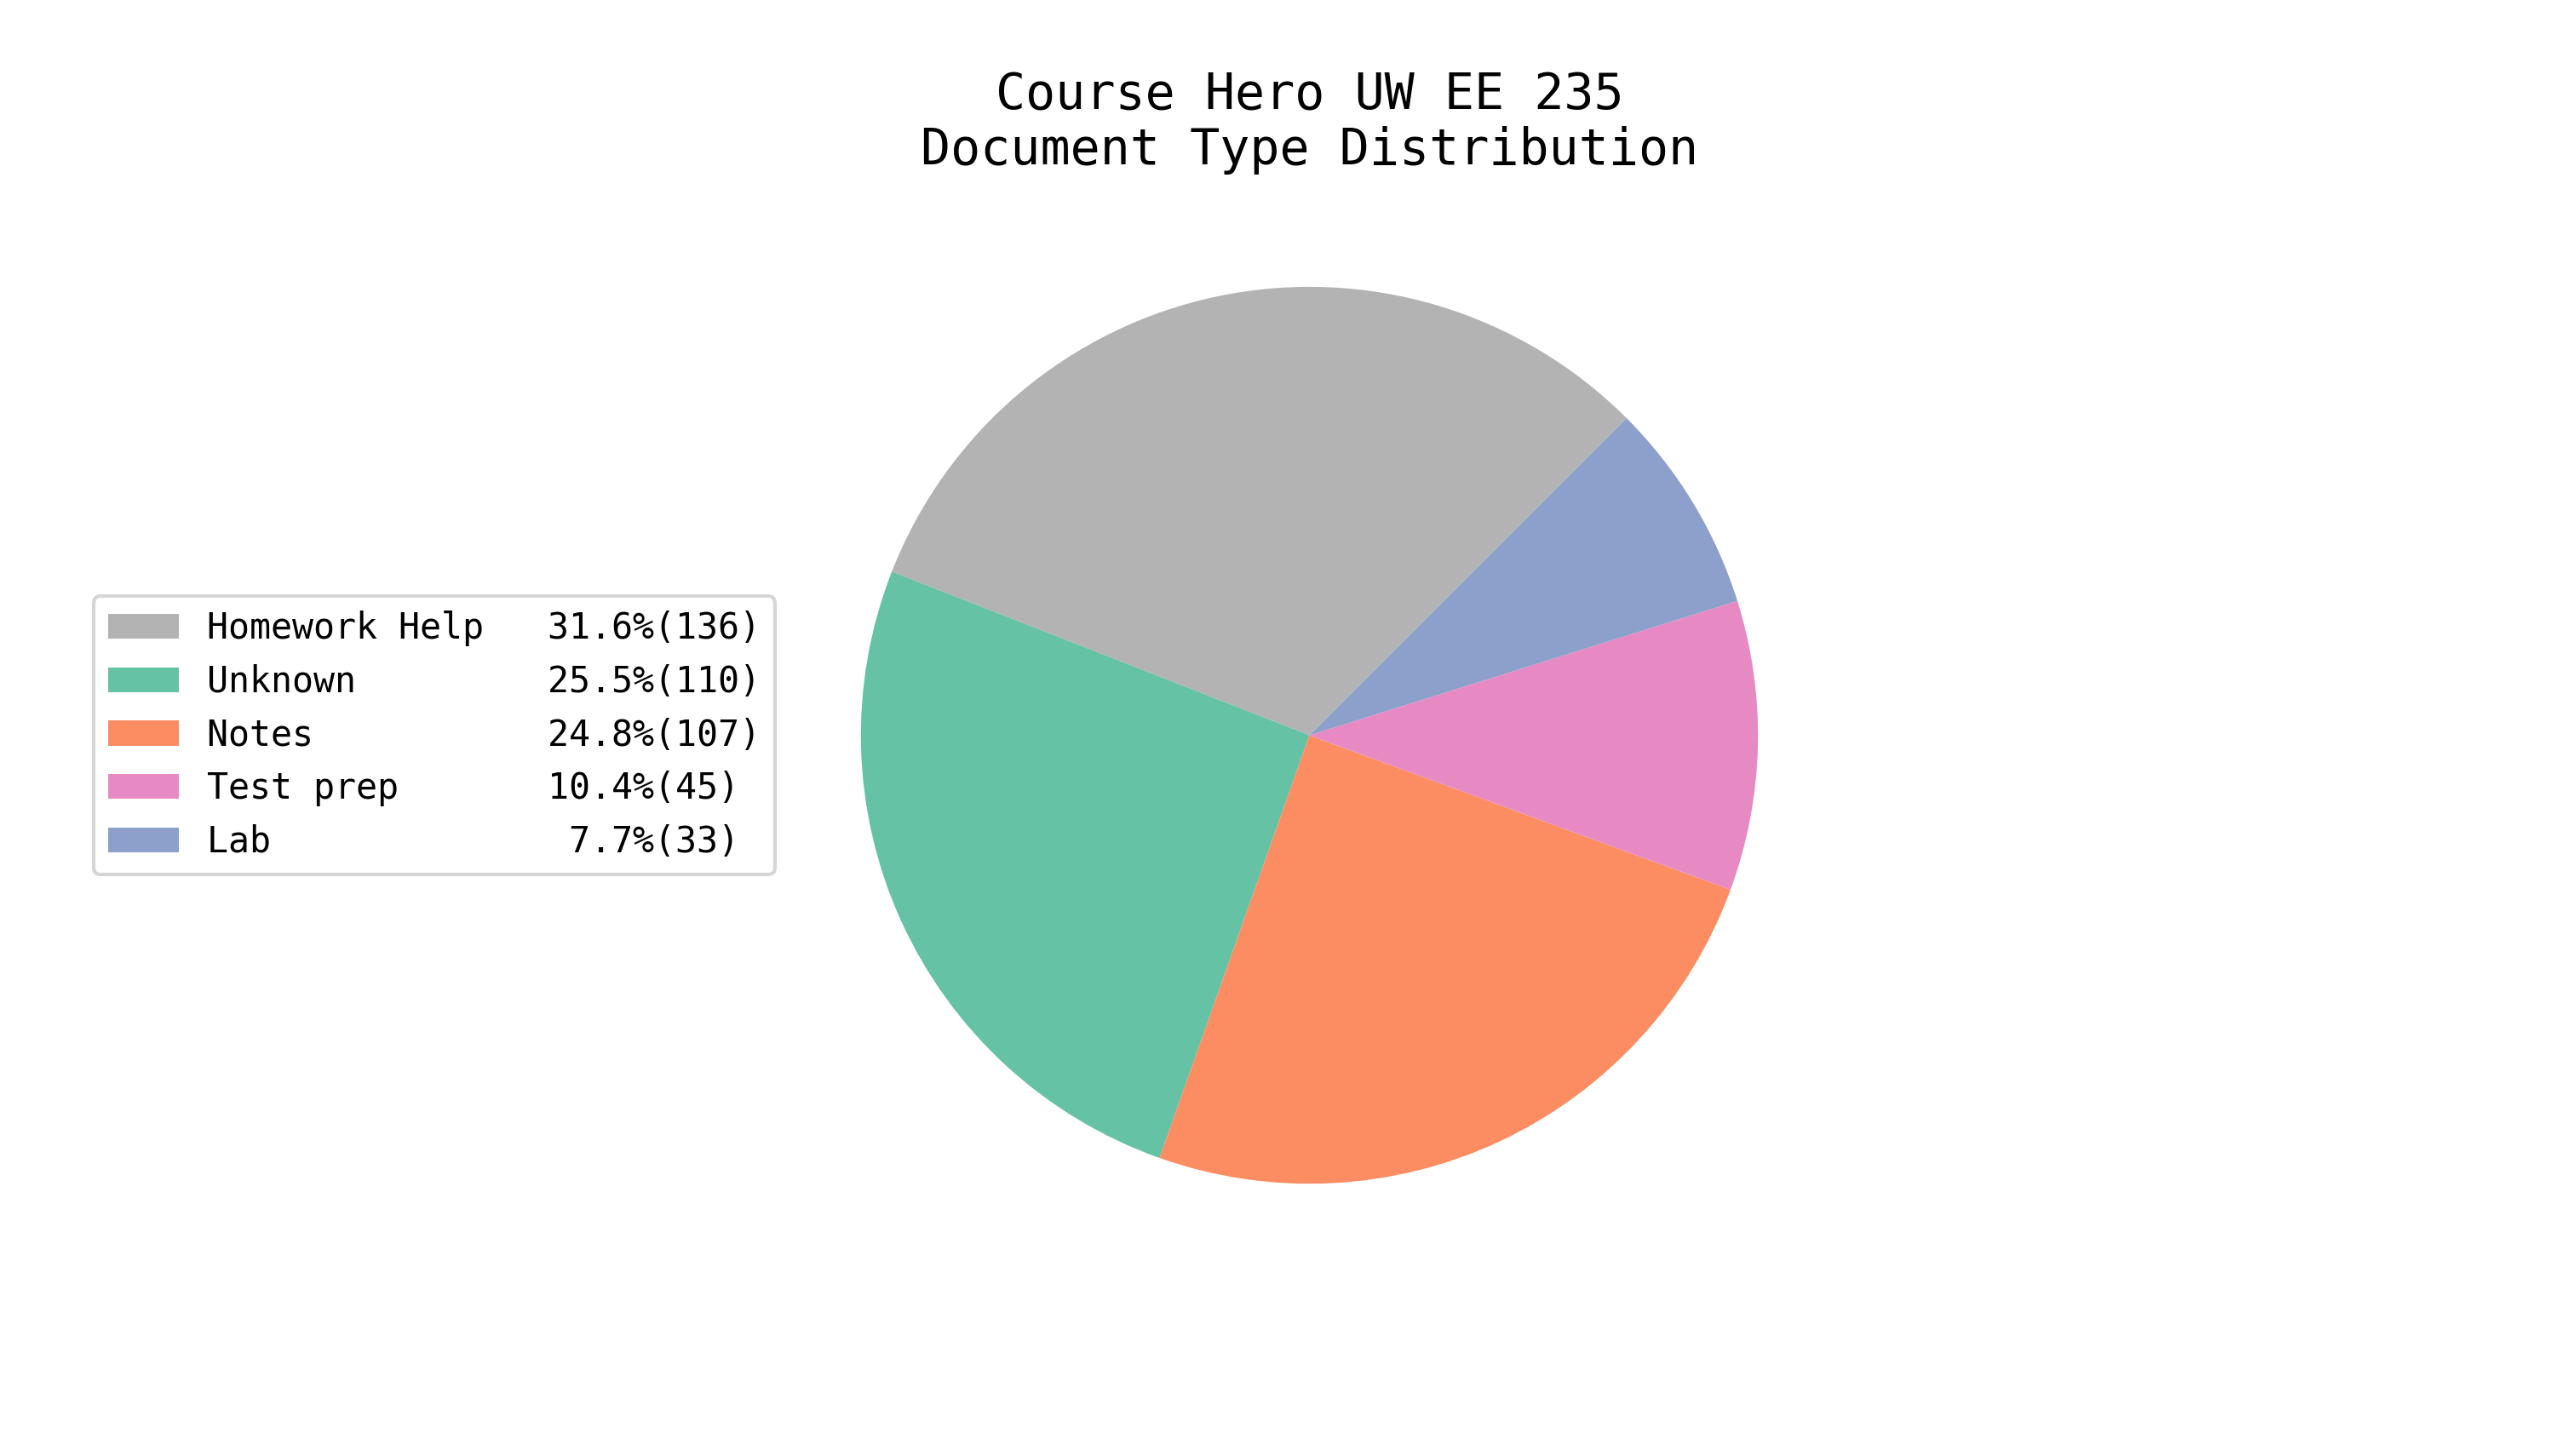 Course Hero UW EE 235
Document Type Distribution
Homework Help 31.6%(136)
Unknown 25.5%(110)
Notes 24.8%(107)
Test prep 10.4%(45)
Lab 7.7%(33)